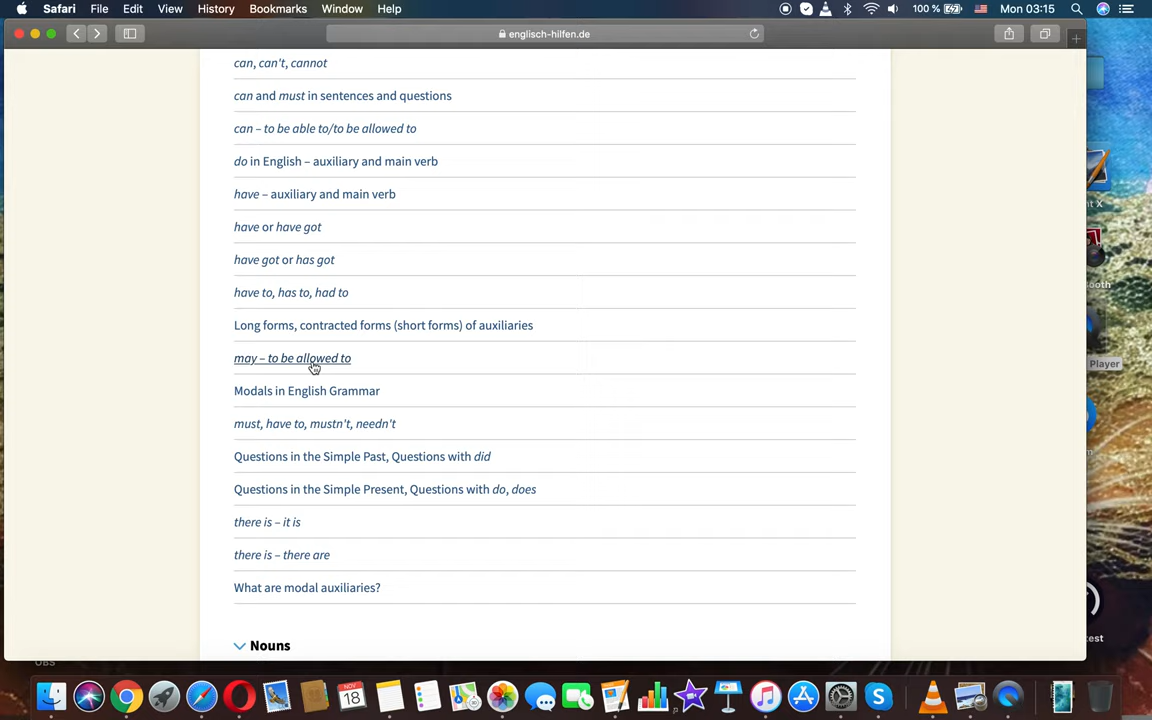 Safari File Edit View History Bookmarks Window Help 100 % Mon 03:15
englisch-hilfen.de
can, can't, cannot
can and must in sentences and questions
can – to be able to/to be allowed to
do in English – auxiliary and main verb
have – auxiliary and main verb
have or have got
have got or has got
have to, has to, had to
Long forms, contracted forms (short forms) of auxiliaries
may – to be allowed to
Modals in English Grammar
must, have to, mustn't, needn't
Questions in the Simple Past, Questions with did
Questions in the Simple Present, Questions with do, does
there is – it is
there is – there are
What are modal auxiliaries?
Nouns
Player
OBS
NOV
18